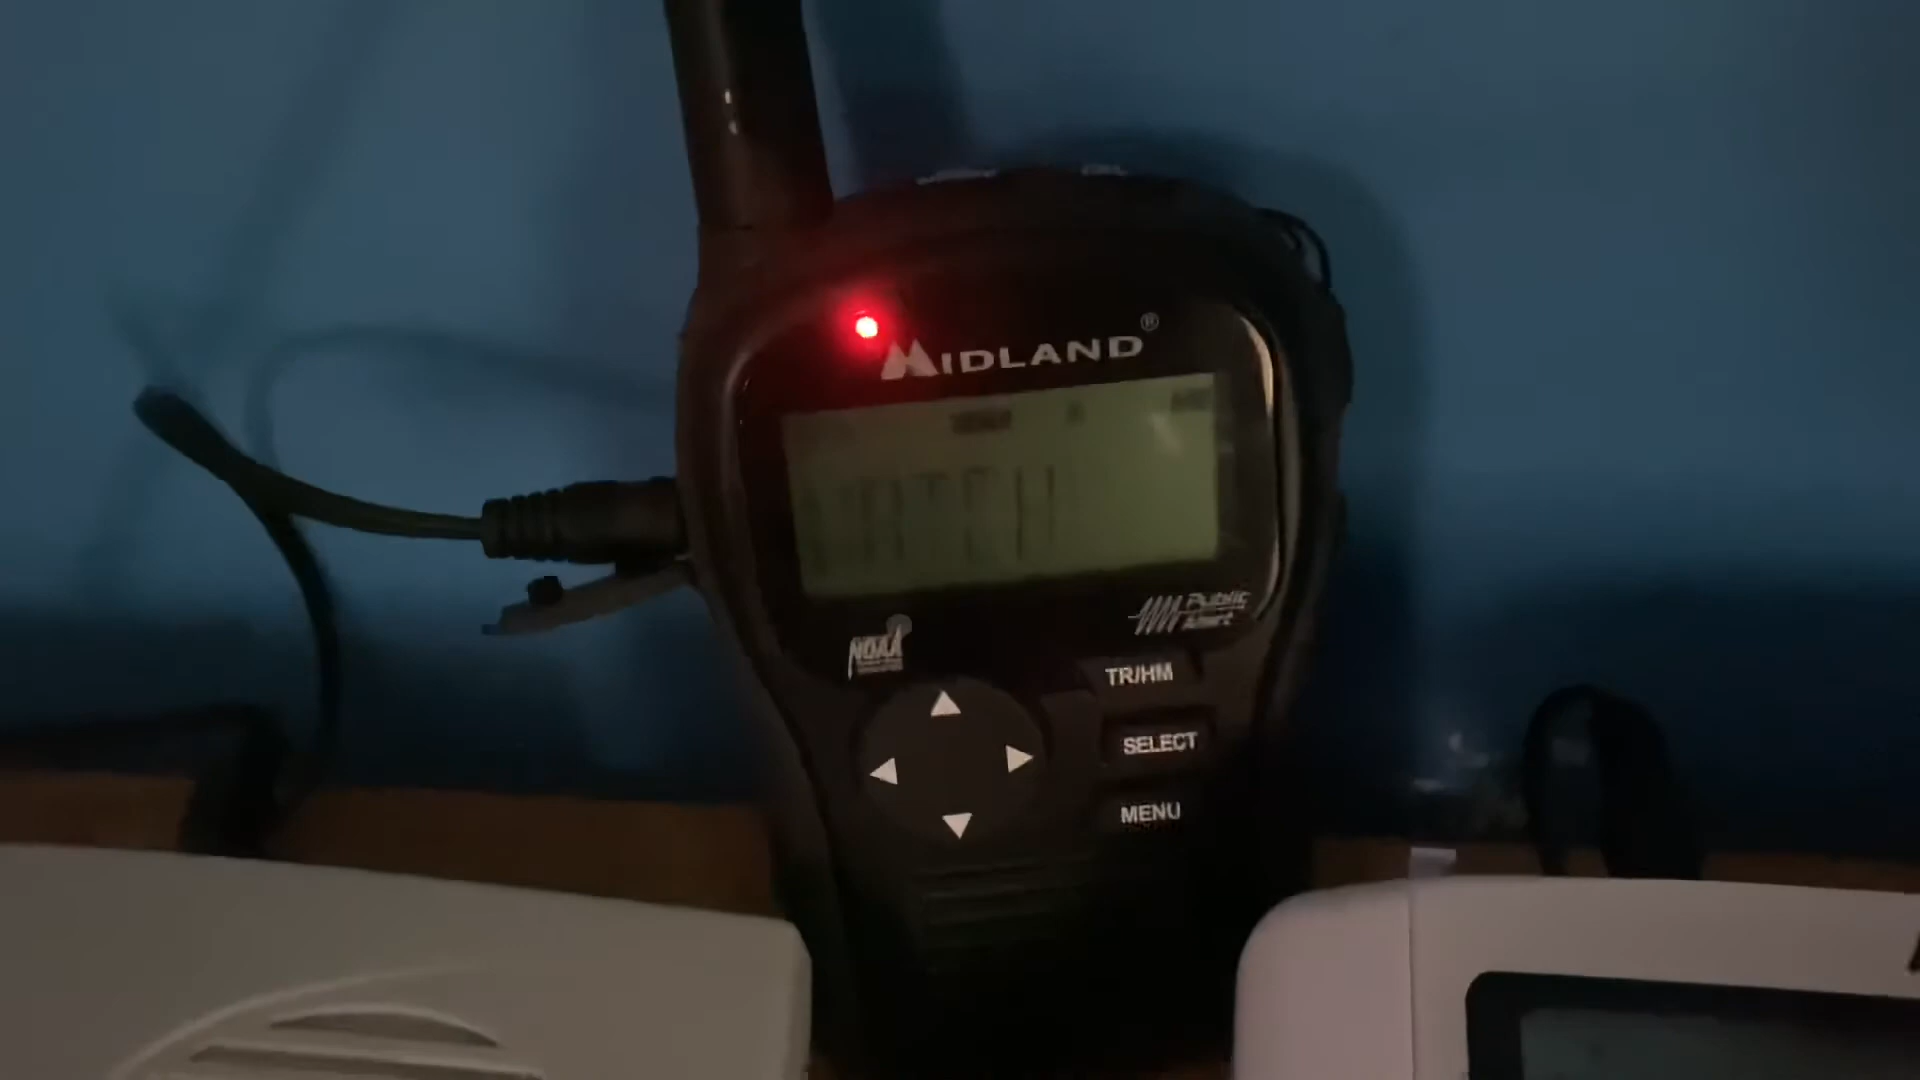 MIDLAND®
WATCH
NOAA
Public
Alert
TR/HM
SELECT
MENU